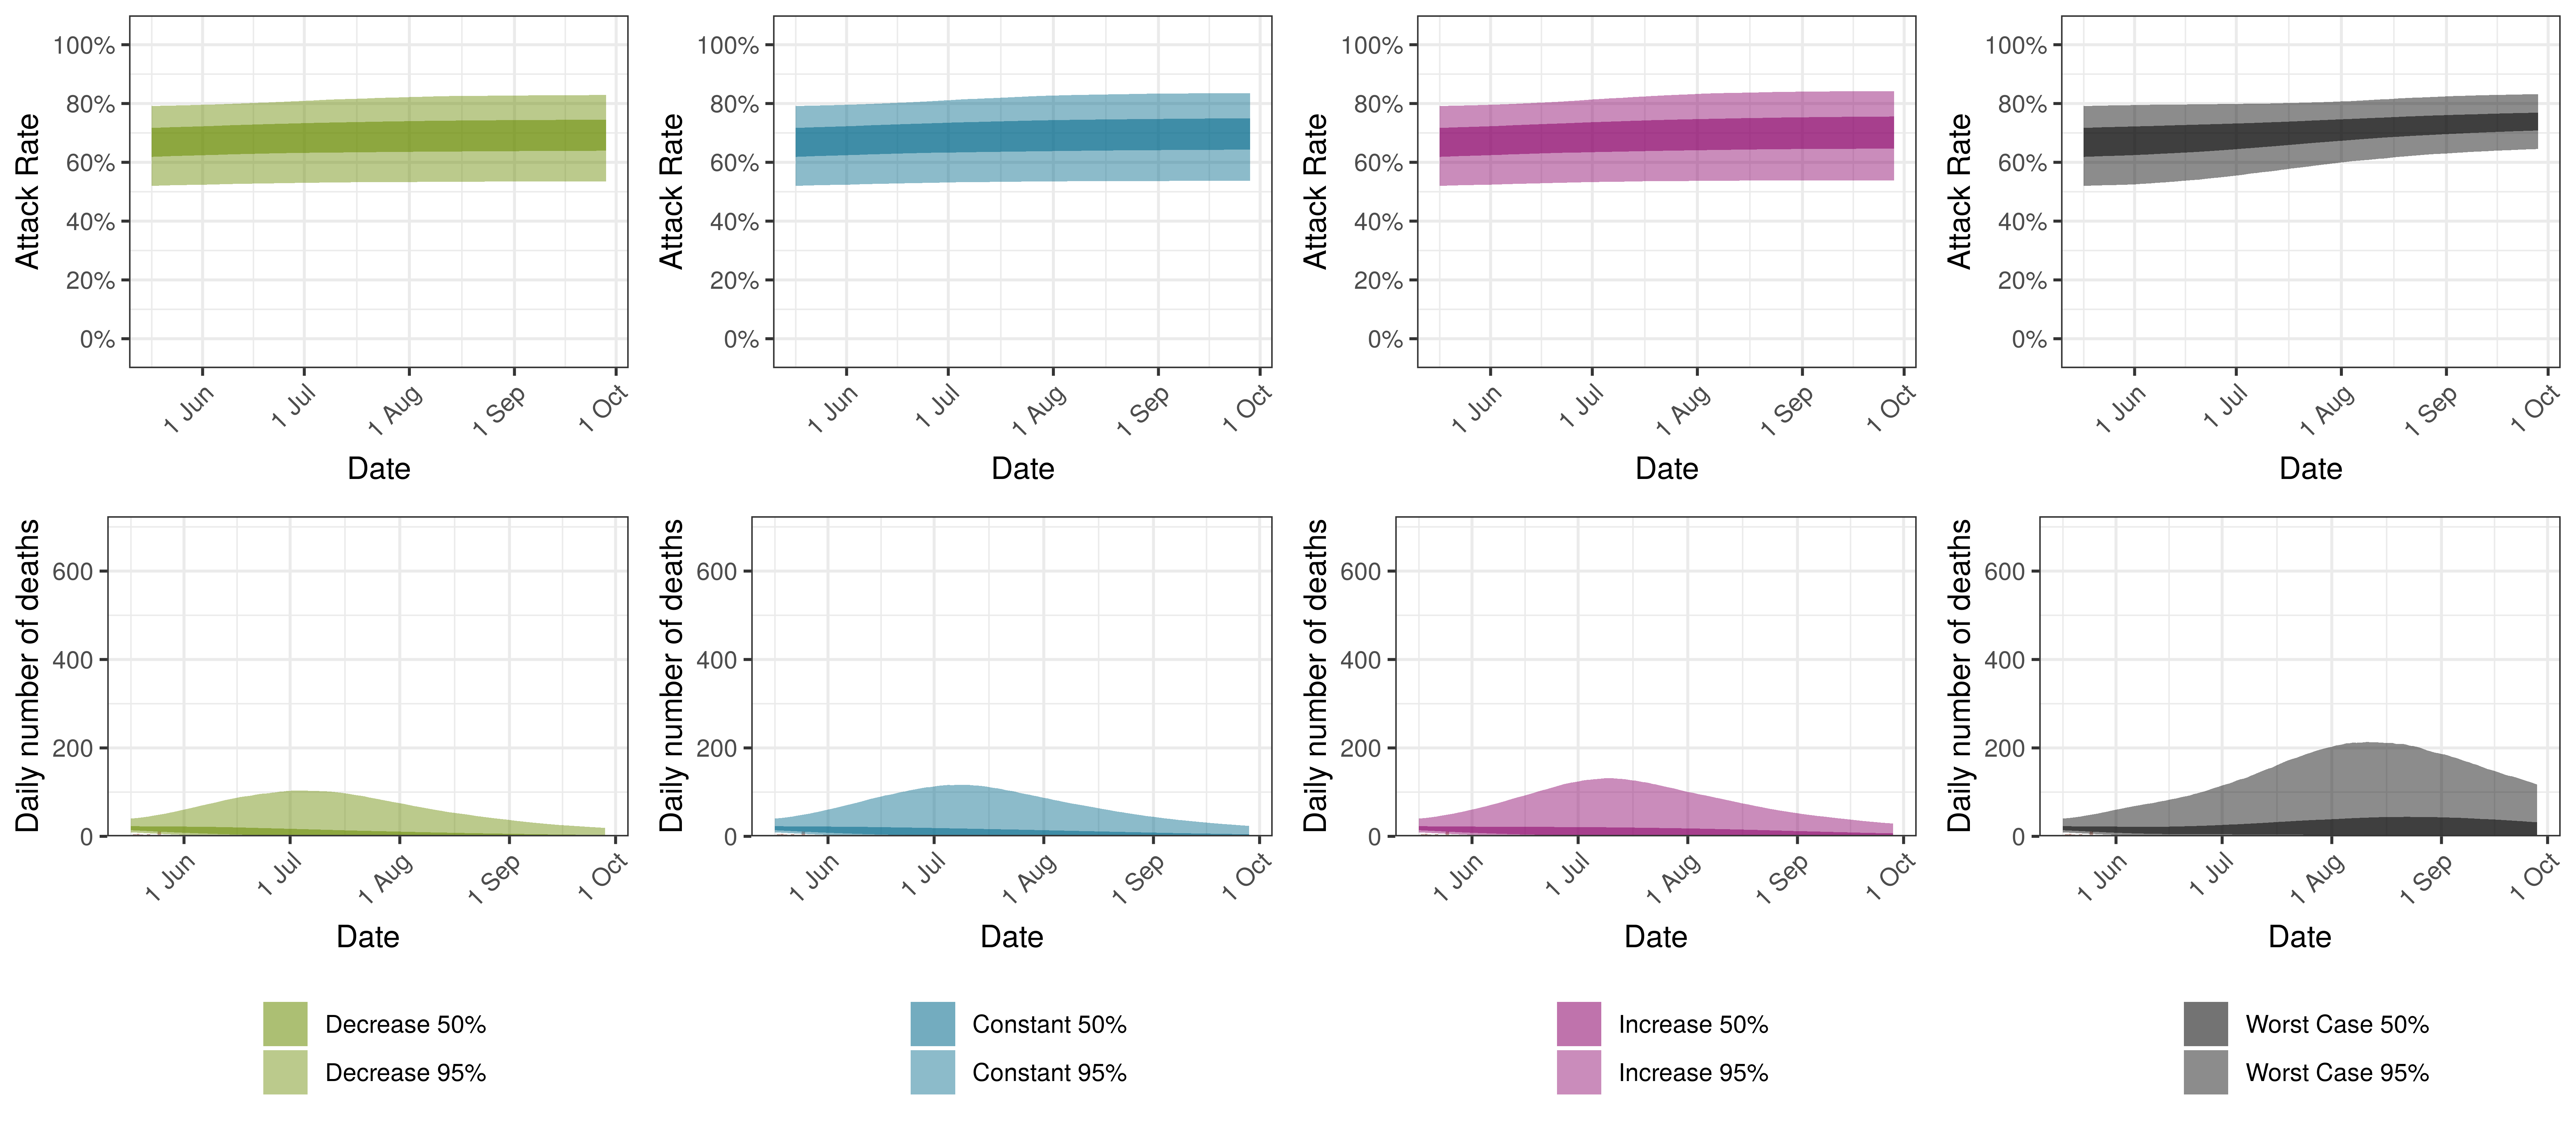 Attack Rate
100%
80%
60%
40%
20%
0%
1 Jun
1 Jul
1 Aug
1 Sep
1 Oct
Date
Attack Rate
100%
80%
60%
40%
20%
0%
1 Jun
1 Jul
1 Aug
1 Sep
1 Oct
Date
Attack Rate
100%
80%
60%
40%
20%
0%
1 Jun
1 Jul
1 Aug
1 Sep
1 Oct
Date
Attack Rate
100%
80%
60%
40%
20%
0%
1 Jun
1 Jul
1 Aug
1 Sep
1 Oct
Date
Daily number of deaths
600
400
200
0
1 Jun
1 Jul
1 Aug
1 Sep
1 Oct
Date
Daily number of deaths
600
400
200
0
1 Jun
1 Jul
1 Aug
1 Sep
1 Oct
Date
Daily number of deaths
600
400
200
0
1 Jun
1 Jul
1 Aug
1 Sep
1 Oct
Date
Daily number of deaths
600
400
200
0
1 Jun
1 Jul
1 Aug
1 Sep
1 Oct
Date
Decrease 50%
Decrease 95%
Constant 50%
Constant 95%
Increase 50%
Increase 95%
Worst Case 50%
Worst Case 95%